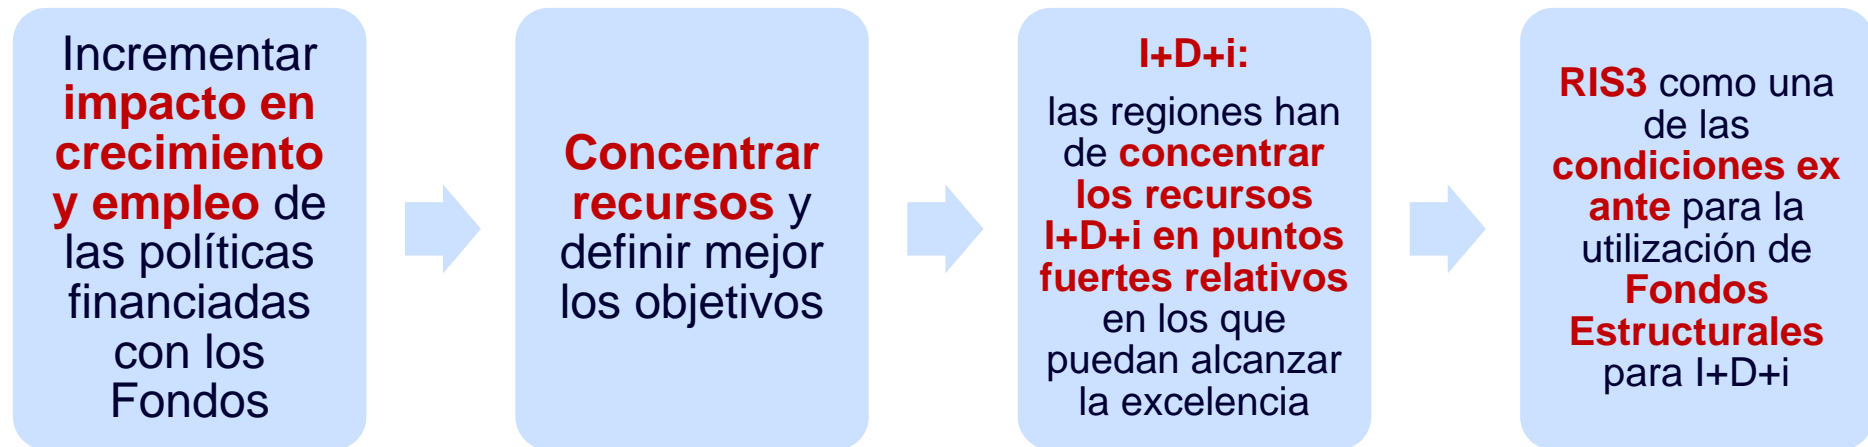 Incrementar
impacto en
crecimiento
y empleo de
las políticas
financiadas
con los
Fondos
Concentrar
recursos y
definir mejor
los objetivos
I+D+i:
las regiones han
de concentrar
los recursos
I+D+i en puntos
fuertes relativos
en los que
puedan alcanzar
la excelencia
RIS3 como una
de las
condiciones ex
ante para la
utilización de
Fondos
Estructurales
para I+D+i